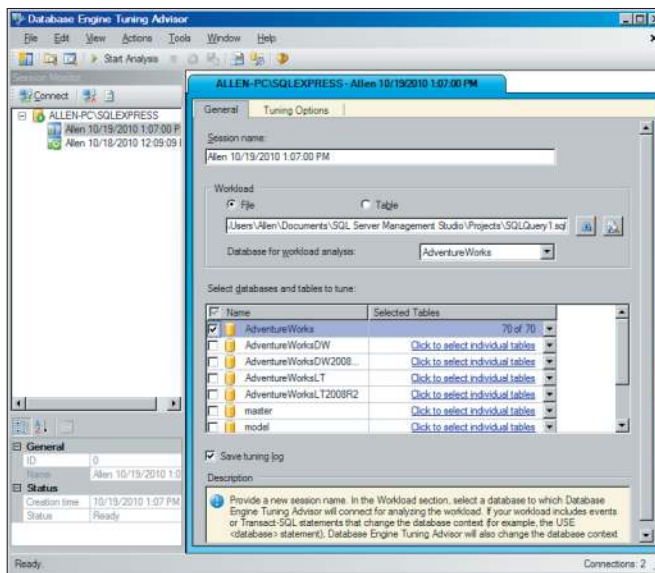 Database Engine Tuning Advisor
File Edit View Actions Tools Window Help
Start Analysis
Session Monitor
Connect
ALLEN-PC\SQLEXPRESS
Allen 10/19/2010 1:07:00 P
Allen 10/18/2010 12:09:09
ALLEN-PC\SQLEXPRESS - Allen 10/19/2010 1:07:00 PM
General Tuning Options
Session name:
Allen 10/19/2010 1:07:00 PM
Workload
File Table
.Users\Allen\Documents\SQL Server Management Studio\Projects\SQLQuery1.sql
Database for workload analysis: AdventureWorks
Select databases and tables to tune:
Name Selected Tables
AdventureWorks 70 of 70
AdventureWorksDW Click to select individual tables
AdventureWorksDW2008... Click to select individual tables
AdventureWorksLT Click to select individual tables
AdventureWorksLT2008R2 Click to select individual tables
master Click to select individual tables
model Click to select individual tables
Save tuning log
Description
Provide a new session name. In the Workload section, select a database to which Database
Engine Tuning Advisor will connect for analyzing the workload. If your workload includes events
or Transact-SQL statements that change the database context (for example, the USE
<database> statement), Database Engine Tuning Advisor will also change the database context
General
ID 0
Name Allen 10/19/2010 1:0
Status
Creation time 10/19/2010 1:07 PM
Status Ready
Ready. Connections: 2